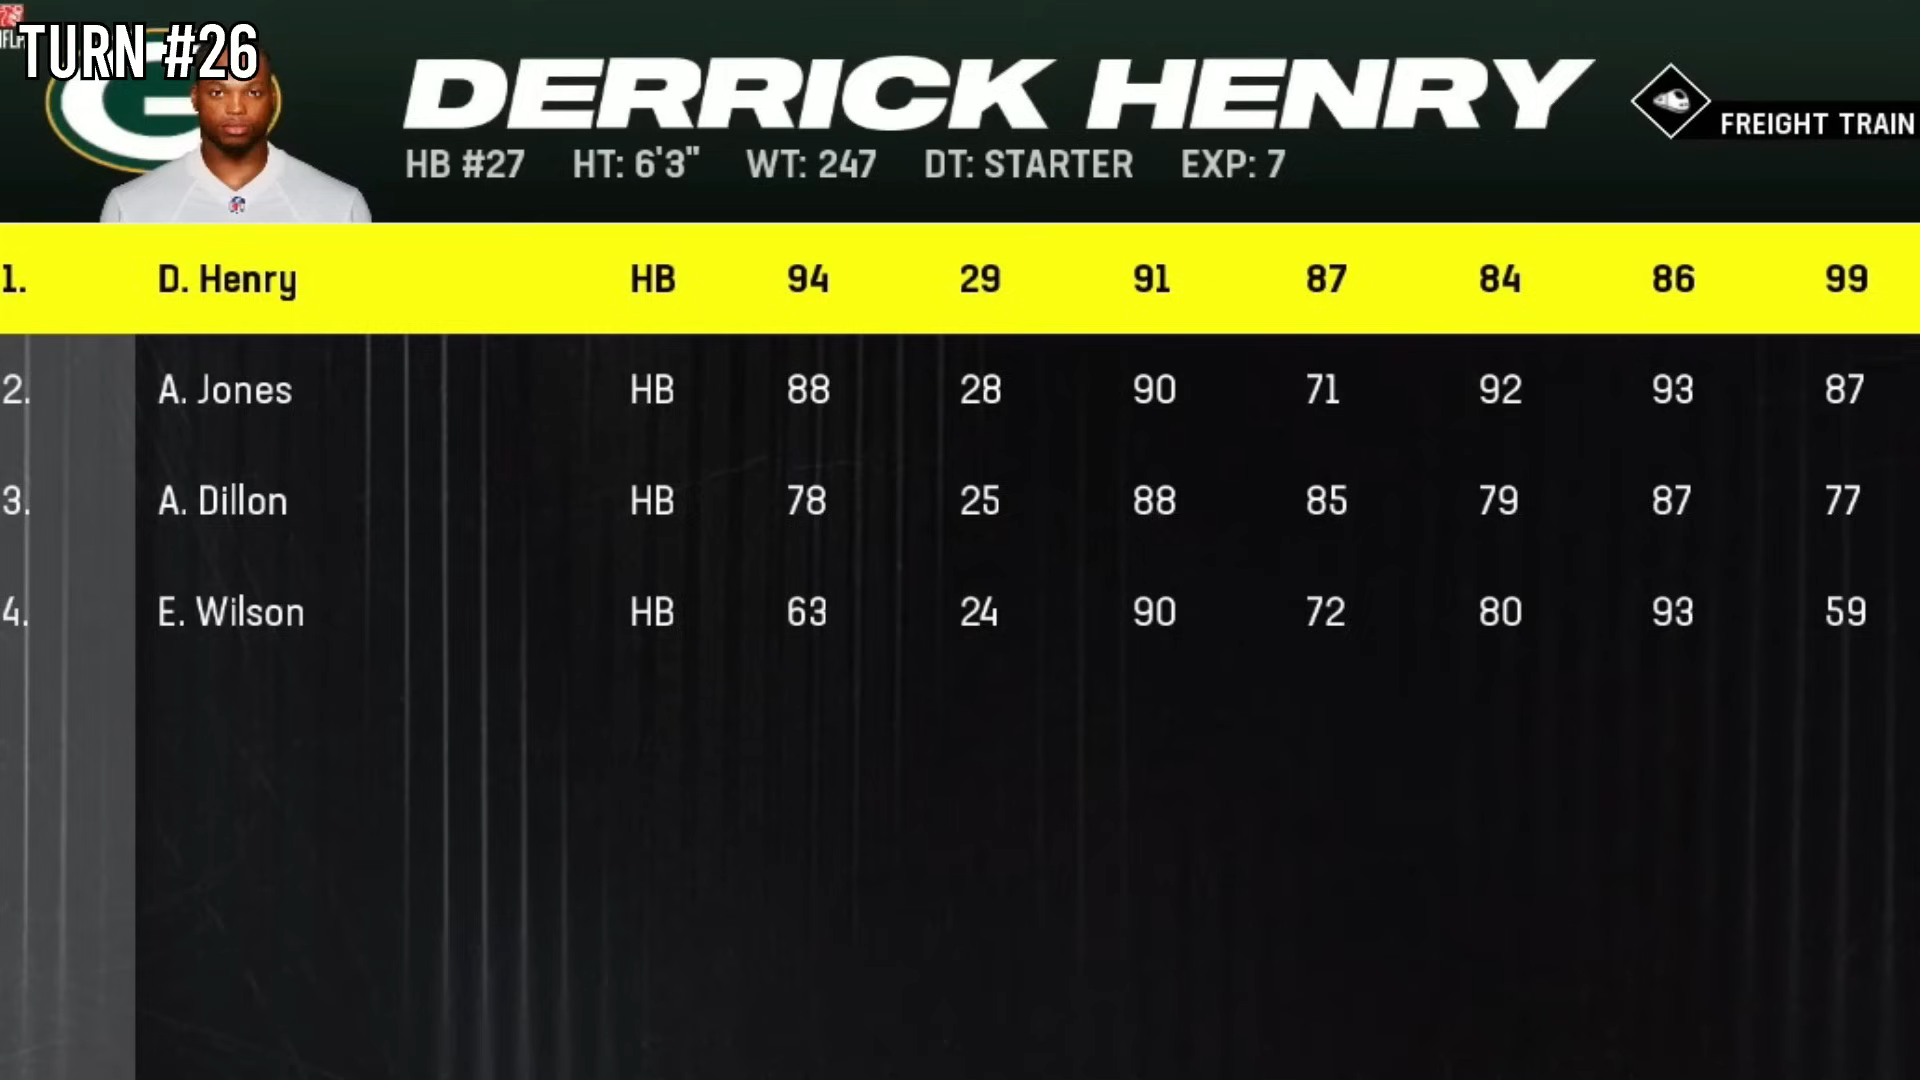 TURN #26
DERRICK HENRY
FREIGHT TRAIN
HB #27 HT: 6'3" WT: 247 DT: STARTER EXP: 7
1. D. Henry HB 94 29 91 87 84 86 99
2. A. Jones HB 88 28 90 71 92 93 87
3. A. Dillon HB 78 25 88 85 79 87 77
4. E. Wilson HB 63 24 90 72 80 93 59